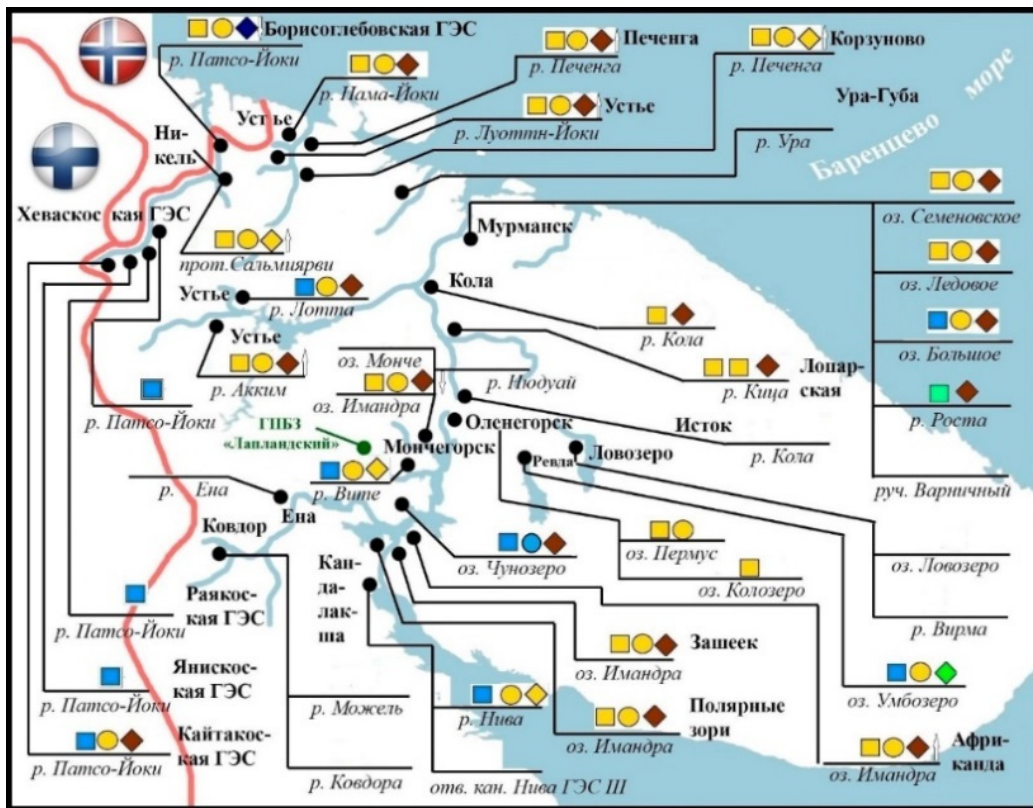 Борисоглебовская ГЭС
р. Патсо-Йоки
Печенга
р. Печенга
Корзуново
р. Печенга
р. Нама-Йоки
Устье
Устье
р. Луоттн-Йоки
Ура-Губа
р. Ура
Баренцево море
Ни-
кель
Хеваскос кая ГЭС
прот.Сальмиярви
Мурманск
оз. Семеновское
оз. Ледовое
оз. Большое
р. Роста
руч. Варничный
Устье
р. Лотта
Кола
р. Кола
Устье
р. Акким
оз. Монче
оз. Имандра
р. Нюдуай
р. Кица
Лопар-
ская
р. Патсо-Йоки
ГПБЗ
«Лапландский»
Мончегорск
Оленегорск
Исток
р. Кола
Ревда
Ловозеро
р. Вите
р. Ена
Ена
Ковдор
оз. Чунозеро
оз. Пермус
оз. Колозеро
оз. Ловозеро
р. Вирма
Кан-
да-
лак-
ша
Раякос-
кая ГЭС
р. Патсо-Йоки
Зашеек
оз. Имандра
оз. Умбозеро
Янискос-
кая ГЭС
р. Патсо-Йоки
р. Можель
р. Нива
Полярные
зори
оз. Имандра
Кайтакос-
кая ГЭС
р. Патсо-Йоки
р. Ковдора
отв. кан. Нива ГЭС III
Афри-
канда
оз. Имандра